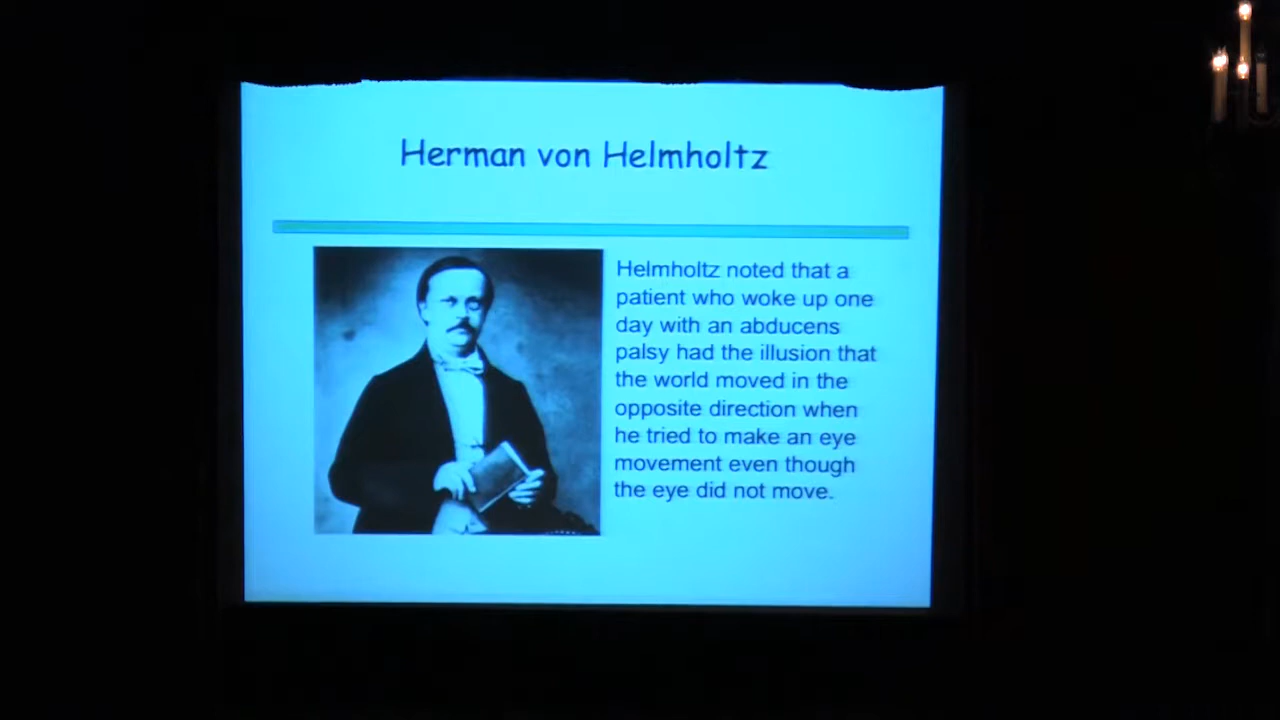 Herman von Helmholtz
Helmholtz noted that a
patient who woke up one
day with an abducens
palsy had the illusion that
the world moved in the
opposite direction when
he tried to make an eye
movement even though
the eye did not move.